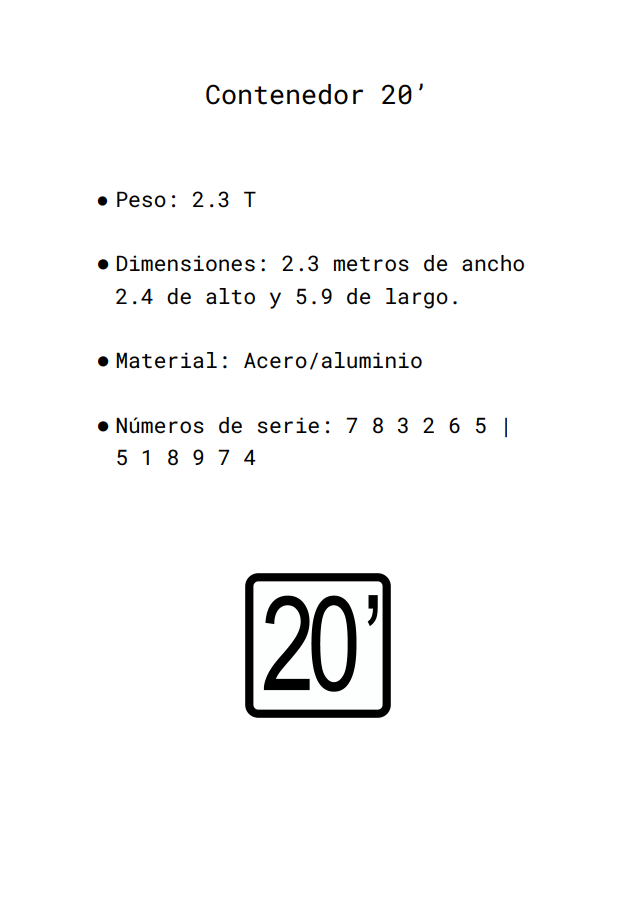 Contenedor 20’
● Peso: 2.3 T
● Dimensiones: 2.3 metros de ancho
2.4 de alto y 5.9 de largo.
● Material: Acero/aluminio
● Números de serie: 7 8 3 2 6 5 |
5 1 8 9 7 4
20’